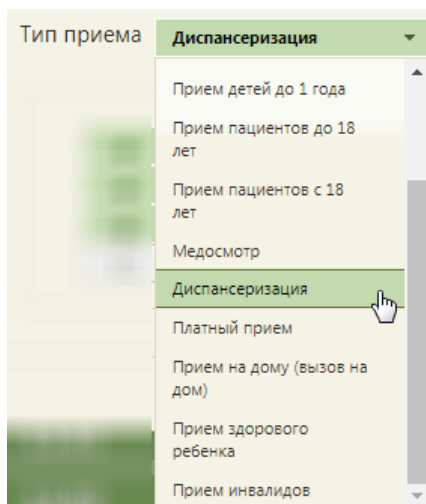 Тип приема
Диспансеризация
Прием детей до 1 года
Прием пациентов до 18
лет
Прием пациентов с 18
лет
Медосмотр
Диспансеризация
Платный прием
Прием на дому (вызов на
дом)
Прием здорового
ребенка
Прием инвалидов